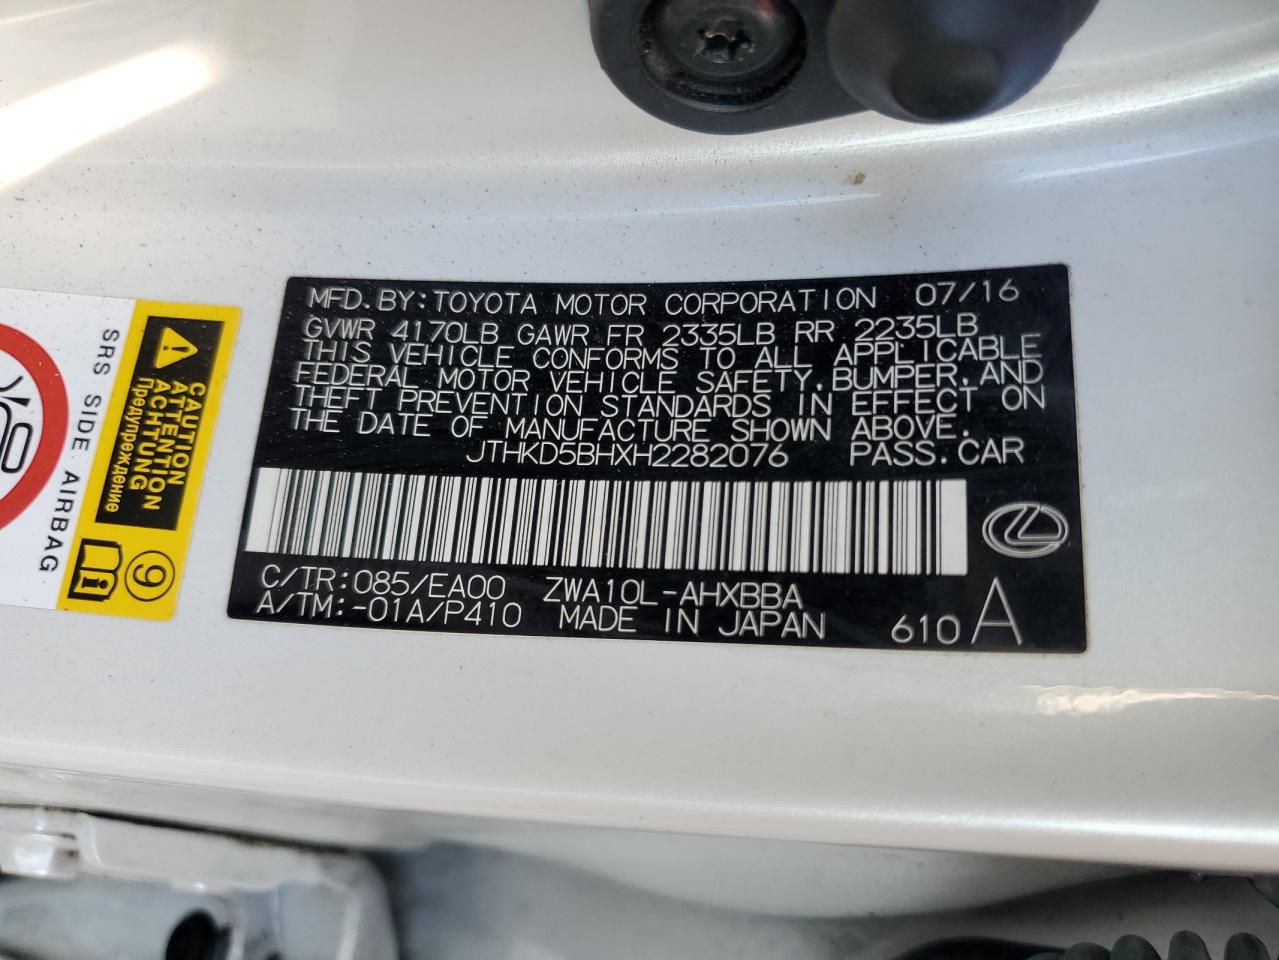 MFD.BY:TOYOTA MOTOR CORPORATION 07/16
GVWR 4170LB GAWR FR 2335LB RR 2235LB
THIS VEHICLE CONFORMS TO ALL APPLICABLE
FEDERAL MOTOR VEHICLE SAFETY,BUMPER,AND
THEFT PREVENTION STANDARDS IN EFFECT ON
THE DATE OF MANUFACTURE SHOWN ABOVE.
JTHKD5BHXH2282076 PASS.CAR
C/TR:085/EA00 ZWA10L-AHXBBA
A/TM:-01A/P410 MADE IN JAPAN 610 A
CAUTION
ATTENTION
ACHTUNG
Предупреждение
9
SRS SIDE AIRBAG